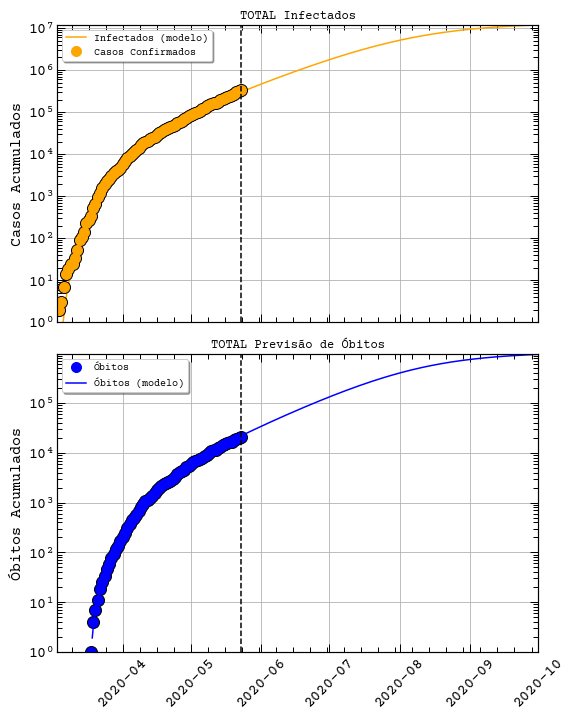 TOTAL Infectados
Infectados (modelo)
Casos Confirmados
Casos Acumulados
10⁷
10⁶
10⁵
10⁴
10³
10²
10¹
10⁰
TOTAL Previsão de Óbitos
Óbitos
Óbitos (modelo)
Óbitos Acumulados
10⁵
10⁴
10³
10²
10¹
10⁰
2020-04
2020-05
2020-06
2020-07
2020-08
2020-09
2020-10